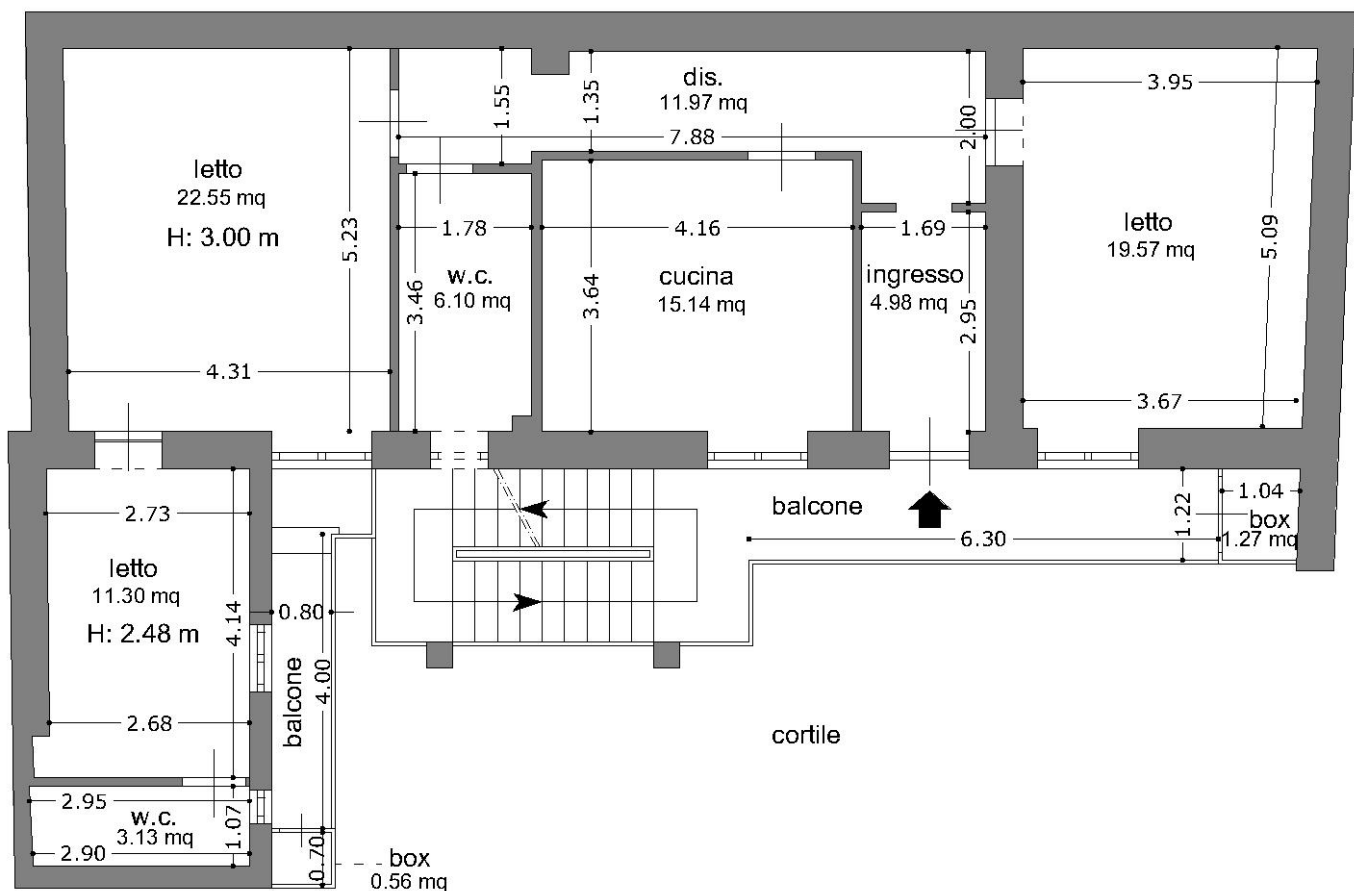 dis.
11.97 mq
1.55
1.35
7.88
2.00
3.95
letto
22.55 mq
H: 3.00 m
5.23
4.31
1.78
w.c.
6.10 mq
3.46
4.16
cucina
15.14 mq
3.64
1.69
ingresso
4.98 mq
2.95
letto
19.57 mq
5.09
3.67
2.73
letto
11.30 mq
H: 2.48 m
4.14
2.68
0.80
balcone
4.00
balcone
6.30
1.22
1.04
box
1.27 mq
cortile
2.95
w.c.
3.13 mq
1.07
2.90
0.70
box
0.56 mq